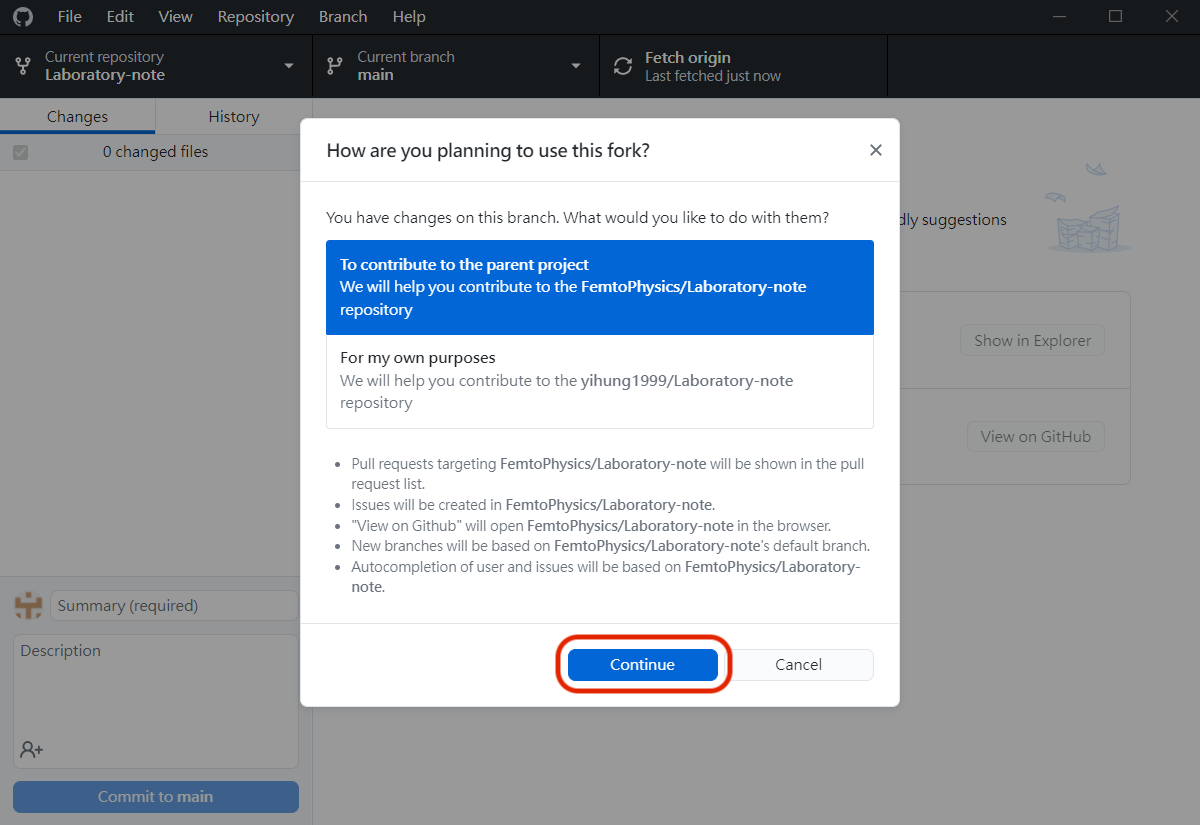 File Edit View Repository Branch Help
Current repository
Laboratory-note
Current branch
main
Fetch origin
Last fetched just now
Changes
History
0 changed files
How are you planning to use this fork?
You have changes on this branch. What would you like to do with them?
To contribute to the parent project
We will help you contribute to the FemtoPhysics/Laboratory-note
repository
For my own purposes
We will help you contribute to the yihung1999/Laboratory-note
repository
Pull requests targeting FemtoPhysics/Laboratory-note will be shown in the pull
request list.
Issues will be created in FemtoPhysics/Laboratory-note.
"View on Github" will open FemtoPhysics/Laboratory-note in the browser.
New branches will be based on FemtoPhysics/Laboratory-note's default branch.
Autocompletion of user and issues will be based on FemtoPhysics/Laboratory-
note.
Continue
Cancel
dly suggestions
Show in Explorer
View on GitHub
Summary (required)
Description
Commit to main